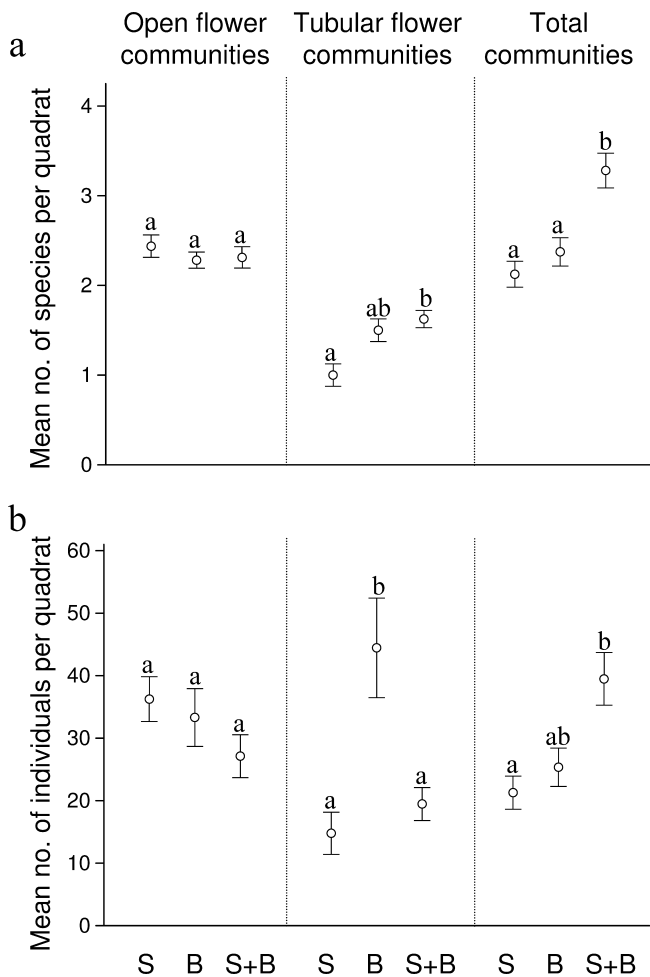 a
Open flower communities
Tubular flower communities
Total communities
Mean no. of species per quadrat
4
3
2
1
0
a
a
a
a
ab
b
a
a
b
b
Mean no. of individuals per quadrat
60
50
40
30
20
10
0
a
a
a
a
b
a
a
ab
b
S B S+B S B S+B S B S+B